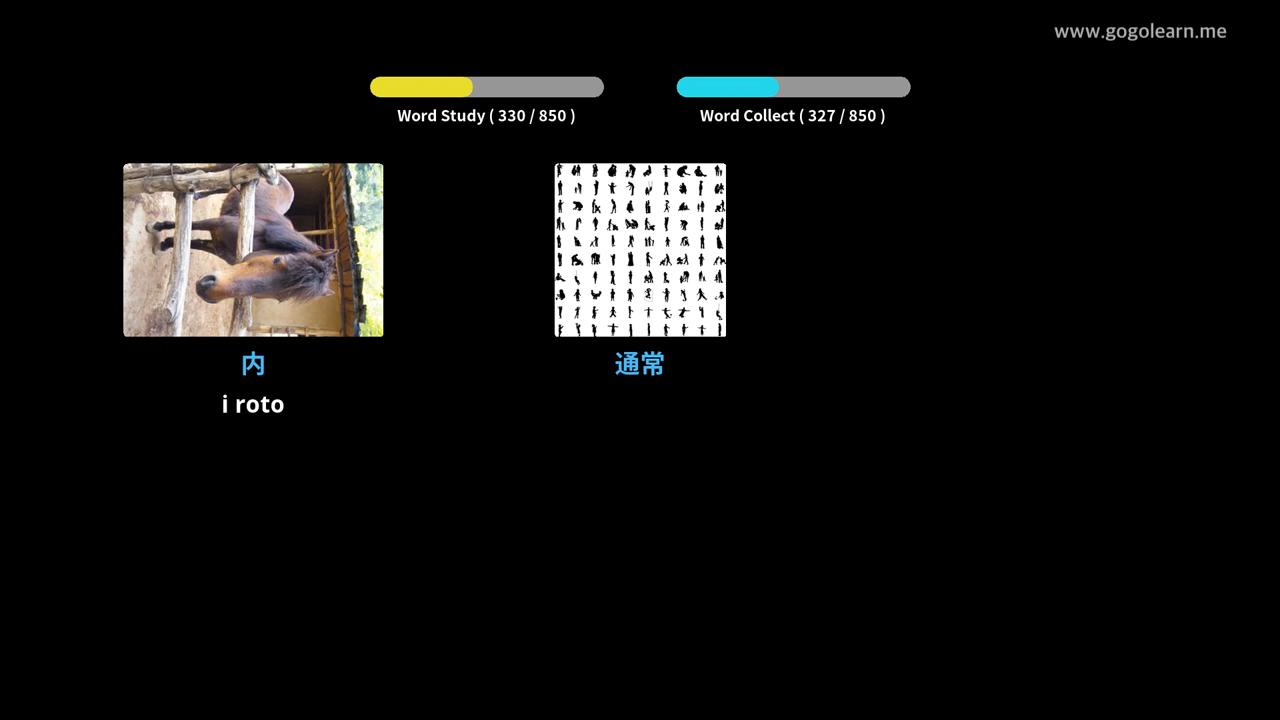 www.gogolearn.me
Word Study ( 330 / 850 )
Word Collect ( 327 / 850 )
内
通常
i roto